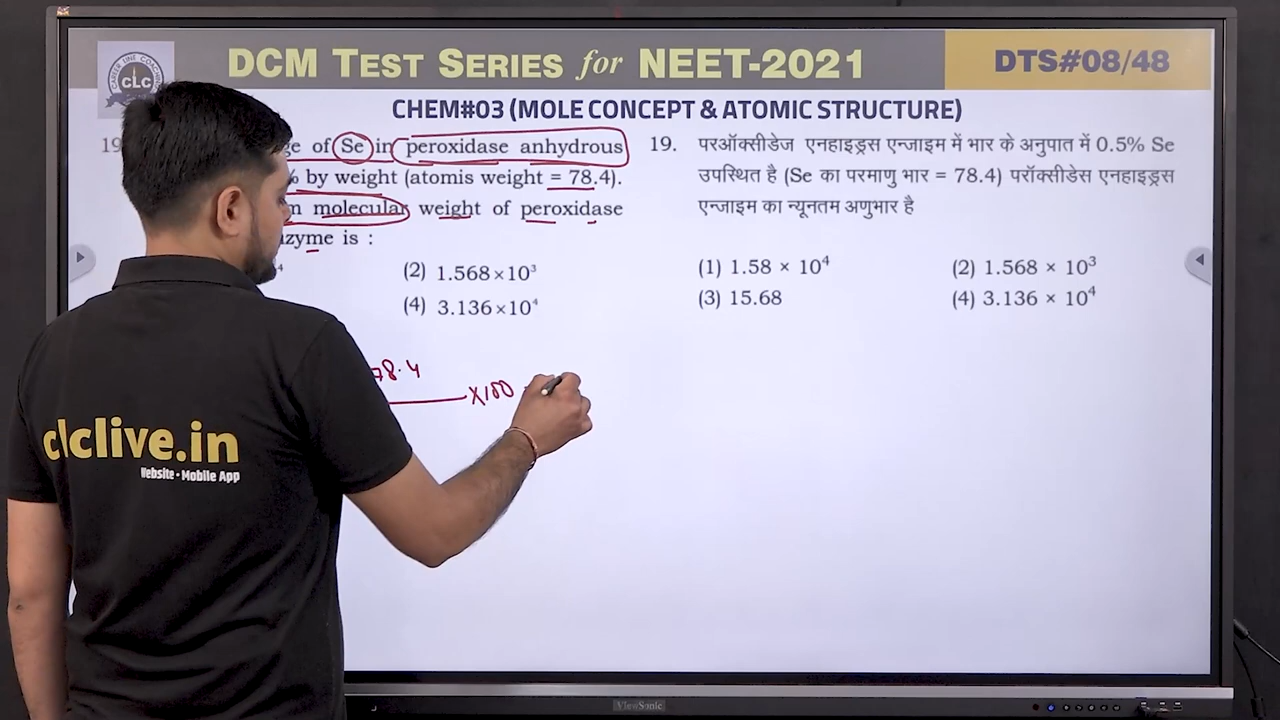 DCM TEST SERIES for NEET-2021
DTS#08/48
CLC
CHEM#03 (MOLE CONCEPT & ATOMIC STRUCTURE)
19 of Se in peroxidase anhydrous
% by weight (atomis weight = 78.4).
molecular weight of peroxidase
is :
(2) 1.568×10³
(4) 3.136×10⁴
19. परऑक्सीडेज एनहाइड्रस एन्जाइम में भार के अनुपात में 0.5% Se
उपस्थित है (Se का परमाणु भार = 78.4) परॉक्सीडेस एनहाइड्रस
एन्जाइम का न्यूनतम अणुभार है
(1) 1.58 × 10⁴ (2) 1.568 × 10³
(3) 15.68 (4) 3.136 × 10⁴
78.4
×100
clclive.in
Website • Mobile App
ViewSonic